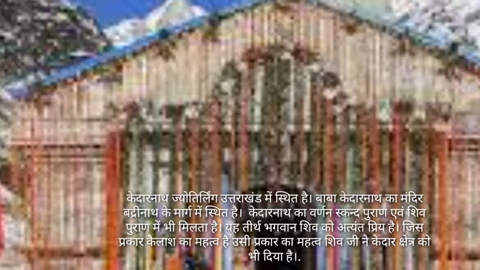 केदारनाथ ज्योतिर्लिंग उत्तराखंड में स्थित है। बाबा केदारनाथ का मंदिर
बद्रीनाथ के मार्ग में स्थित है।  केदारनाथ का वर्णन स्कन्द पुराण एवं शिव
पुराण में भी मिलता है। यह तीर्थ भगवान शिव को अत्यंत प्रिय है। जिस
प्रकार कैलाश का महत्व है उसी प्रकार का महत्व शिव जी ने केदार क्षेत्र को
भी दिया है।.